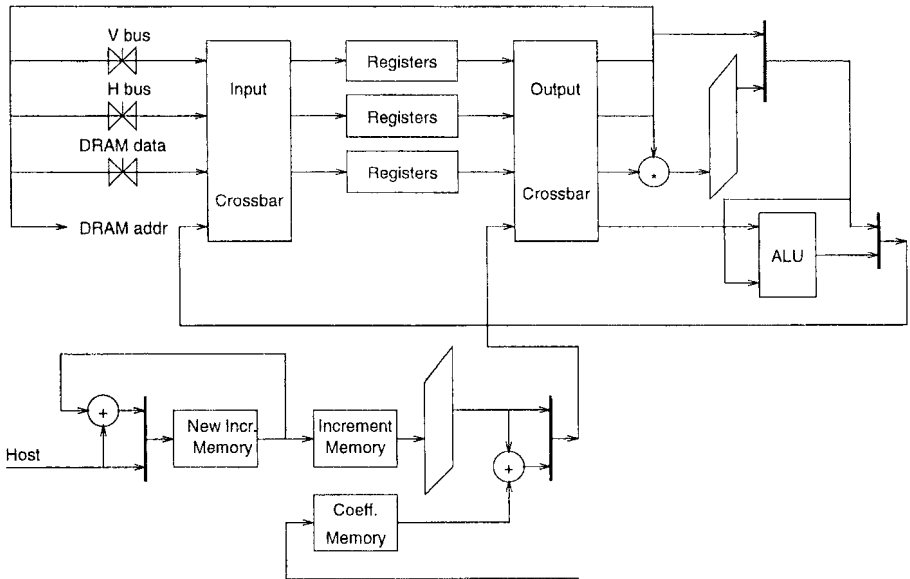 V bus
H bus
DRAM data
DRAM addr
Input
Crossbar
Registers
Registers
Registers
Output
Crossbar
*
ALU
Host
+
New Incr.
Memory
Increment
Memory
+
Coeff.
Memory